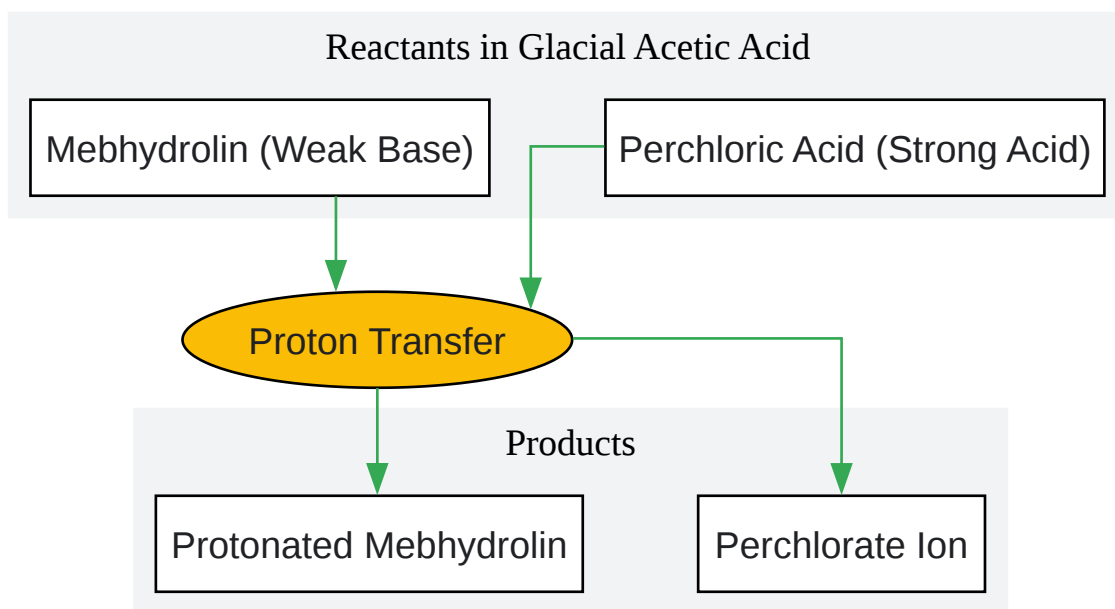 Reactants in Glacial Acetic Acid
Mebhydrolin (Weak Base)
Perchloric Acid (Strong Acid)
Proton Transfer
Products
Protonated Mebhydrolin
Perchlorate Ion